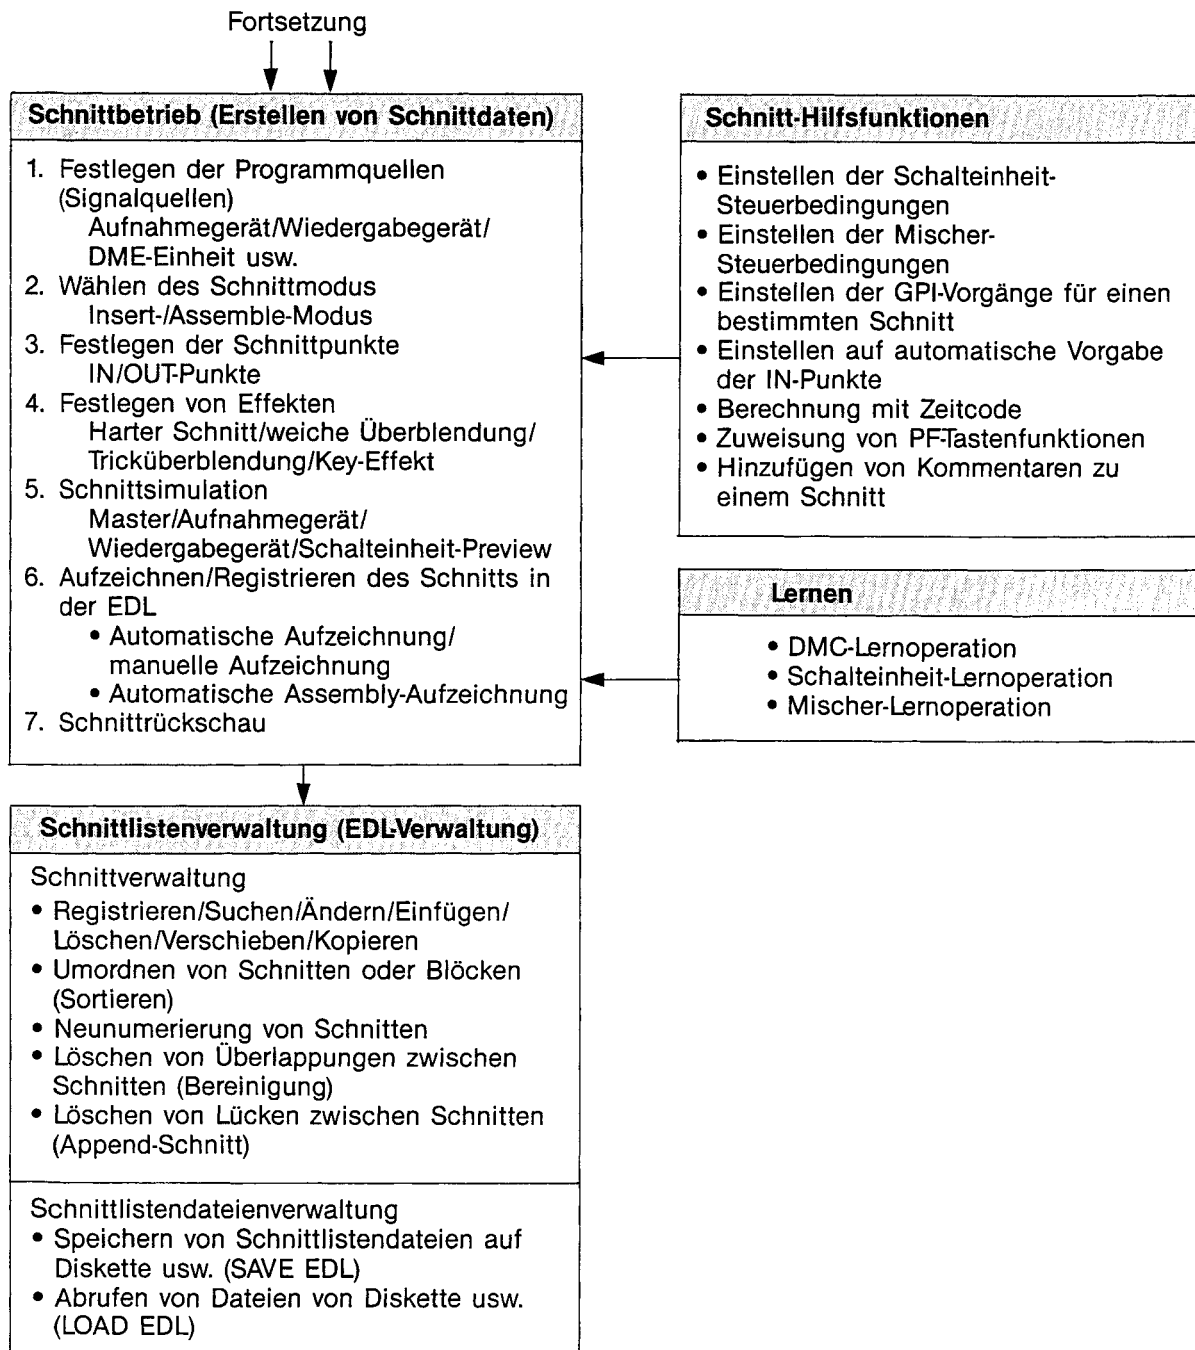 Fortsetzung
Schnittbetrieb (Erstellen von Schnittdaten)
1. Festlegen der Programmquellen
(Signalquellen)
Aufnahmegerät/Wiedergabegerät/
DME-Einheit usw.
2. Wählen des Schnittmodus
Insert-/Assemble-Modus
3. Festlegen der Schnittpunkte
IN/OUT-Punkte
4. Festlegen von Effekten
Harter Schnitt/weiche Überblendung/
Tricküberblendung/Key-Effekt
5. Schnittsimulation
Master/Aufnahmegerät/
Wiedergabegerät/Schalteinheit-Preview
6. Aufzeichnen/Registrieren des Schnitts in
der EDL
• Automatische Aufzeichnung/
manuelle Aufzeichnung
• Automatische Assembly-Aufzeichnung
7. Schnittrückschau
Schnitt-Hilfsfunktionen
• Einstellen der Schalteinheit-
Steuerbedingungen
• Einstellen der Mischer-
Steuerbedingungen
• Einstellen der GPI-Vorgänge für einen
bestimmten Schnitt
• Einstellen auf automatische Vorgabe
der IN-Punkte
• Berechnung mit Zeitcode
• Zuweisung von PF-Tastenfunktionen
• Hinzufügen von Kommentaren zu
einem Schnitt
Lernen
• DMC-Lernoperation
• Schalteinheit-Lernoperation
• Mischer-Lernoperation
Schnittlistenverwaltung (EDL-Verwaltung)
Schnittverwaltung
• Registrieren/Suchen/Ändern/Einfügen/
Löschen/Verschieben/Kopieren
• Umordnen von Schnitten oder Blöcken
(Sortieren)
• Neunumerierung von Schnitten
• Löschen von Überlappungen zwischen
Schnitten (Bereinigung)
• Löschen von Lücken zwischen Schnitten
(Append-Schnitt)
Schnittlistendateienverwaltung
• Speichern von Schnittlistendateien auf
Diskette usw. (SAVE EDL)
• Abrufen von Dateien von Diskette usw.
(LOAD EDL)